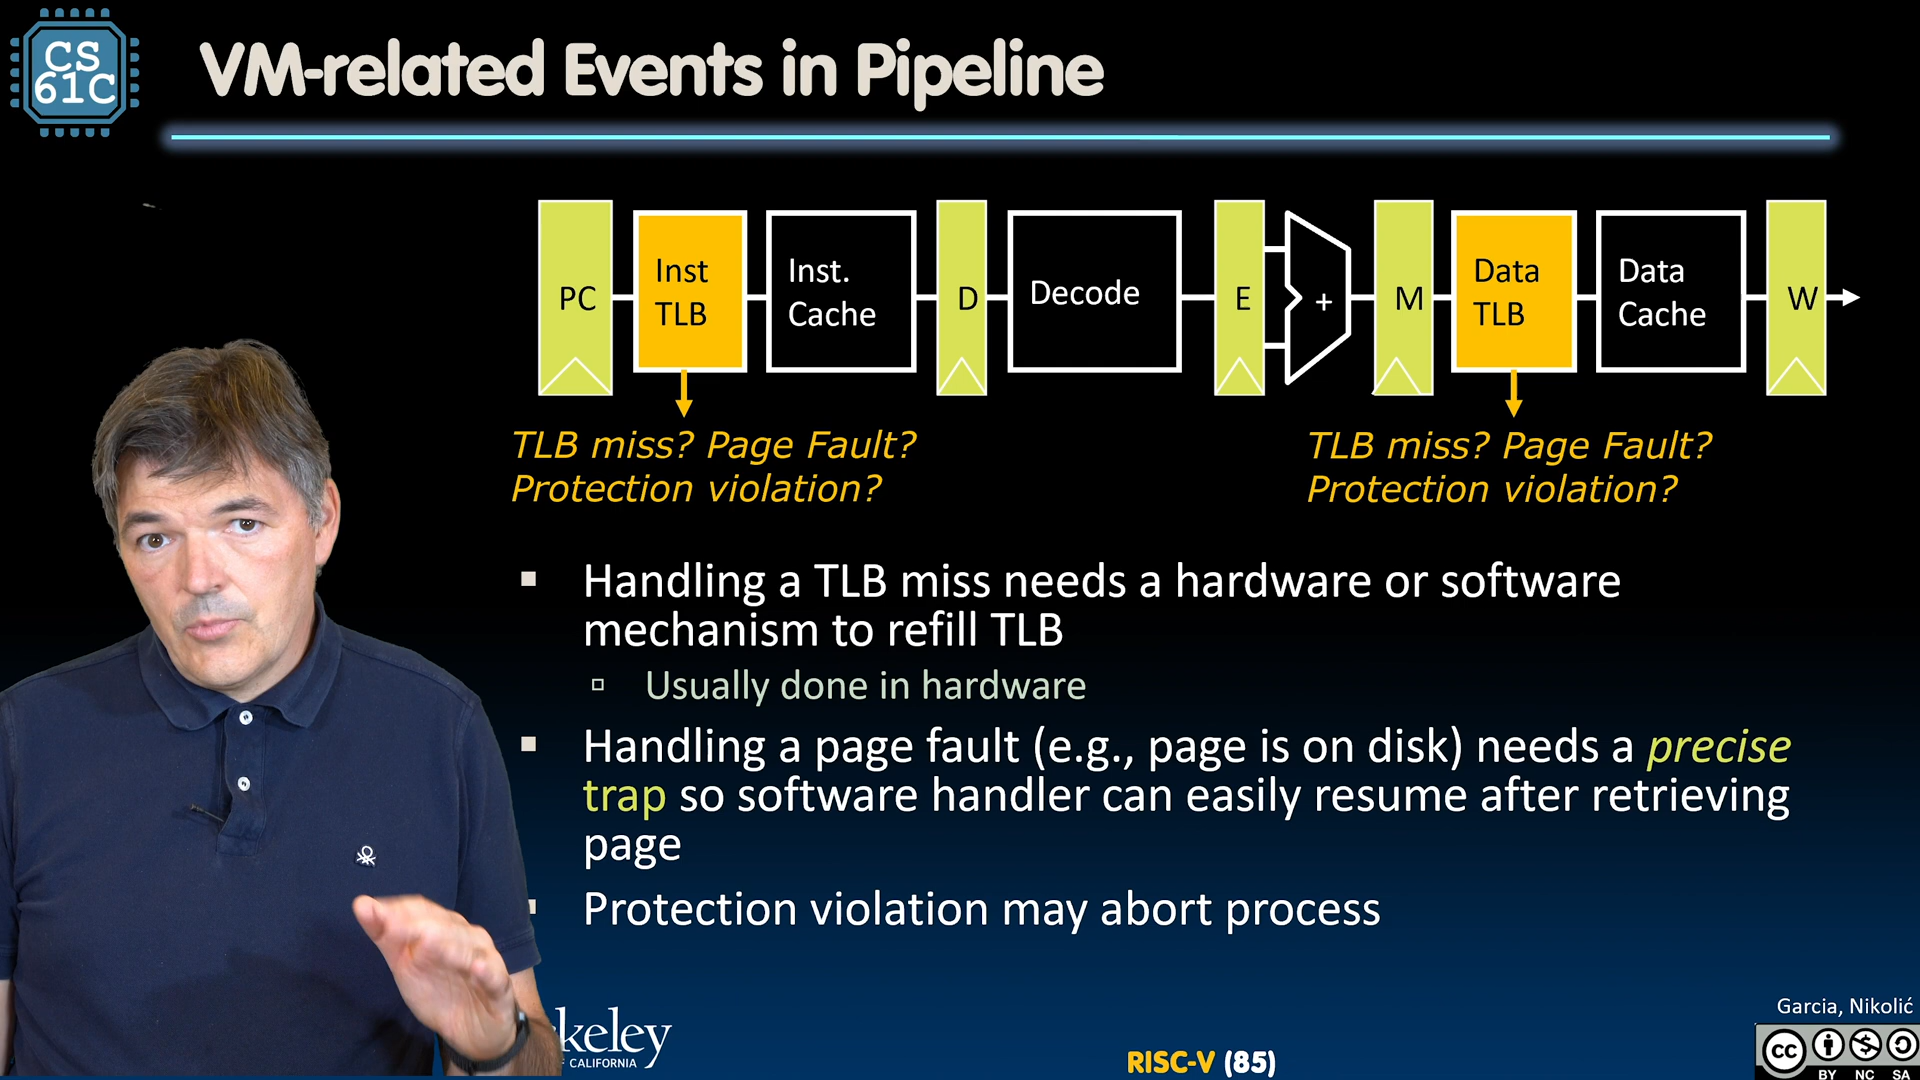 CS
61C
VM-related Events in Pipeline
PC
Inst
TLB
Inst.
Cache
D
Decode
E
+
M
Data
TLB
Data
Cache
W
TLB miss? Page Fault?
Protection violation?
TLB miss? Page Fault?
Protection violation?
Handling a TLB miss needs a hardware or software
mechanism to refill TLB
Usually done in hardware
Handling a page fault (e.g., page is on disk) needs a precise
trap so software handler can easily resume after retrieving
page
Protection violation may abort process
keley
CALIFORNIA
RISC-V (85)
Garcia, Nikolić
cc
BY NC SA